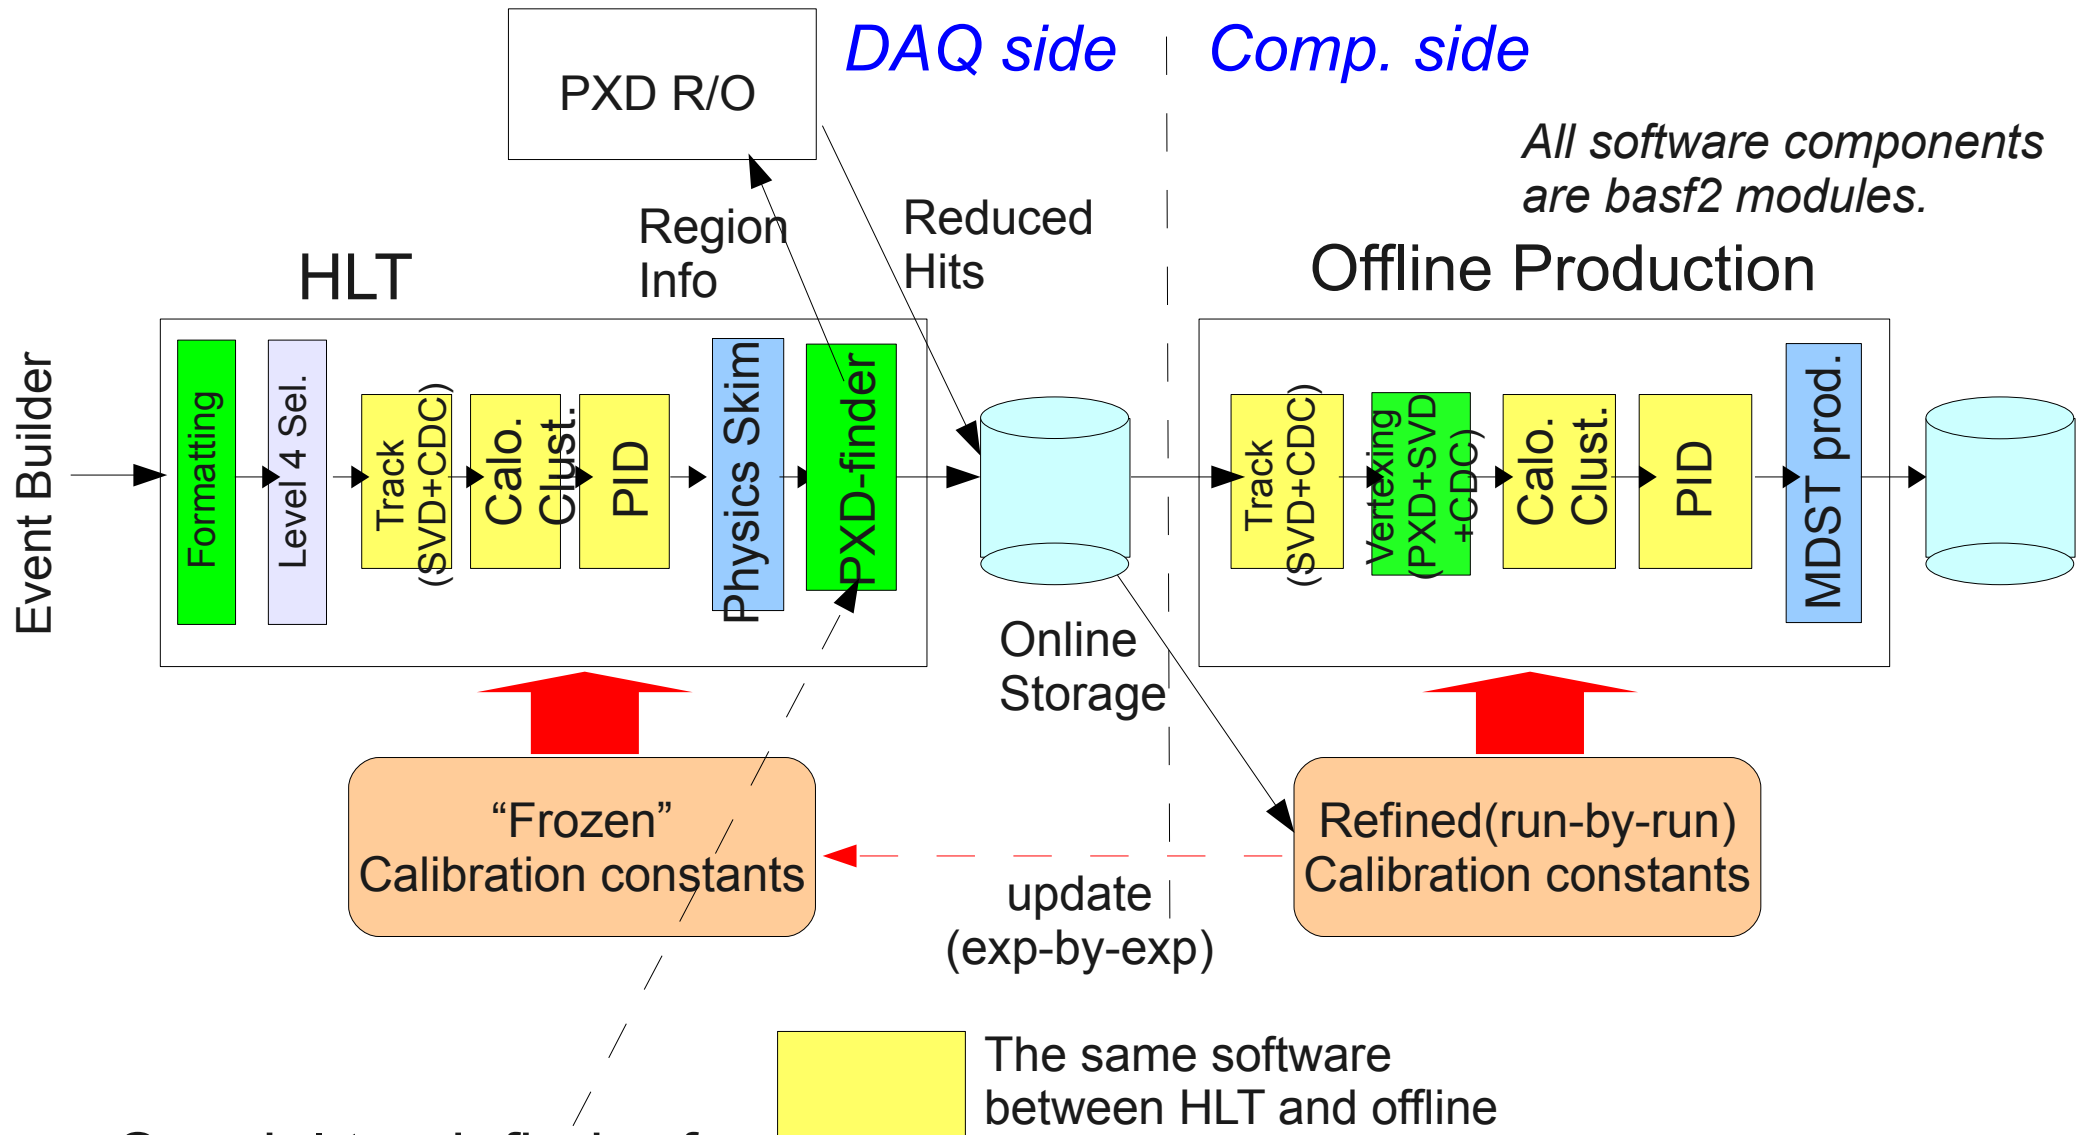 DAQ side
Comp. side
PXD R/O
All software components
are basf2 modules.
Region
Info
Reduced
Hits
HLT
Offline Production
Event Builder
Formatting
Level 4 Sel.
Track
(SVD+CDC)
Calo.
Clust.
PID
Physics Skim
PXD-finder
Track
(SVD+CDC)
Vertexing
(PXD+SVD
+CDC)
Calo.
Clust.
PID
MDST prod.
Online
Storage
“Frozen”
Calibration constants
Refined(run-by-run)
Calibration constants
update
(exp-by-exp)
The same software
between HLT and offline